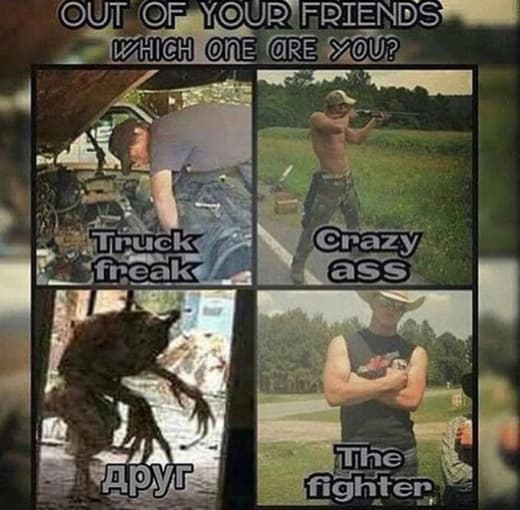 OUT OF YOUR FRIENDS
WHICH ONE ARE YOU?
Truck
freak
Crazy
ass
друг
The
fighter